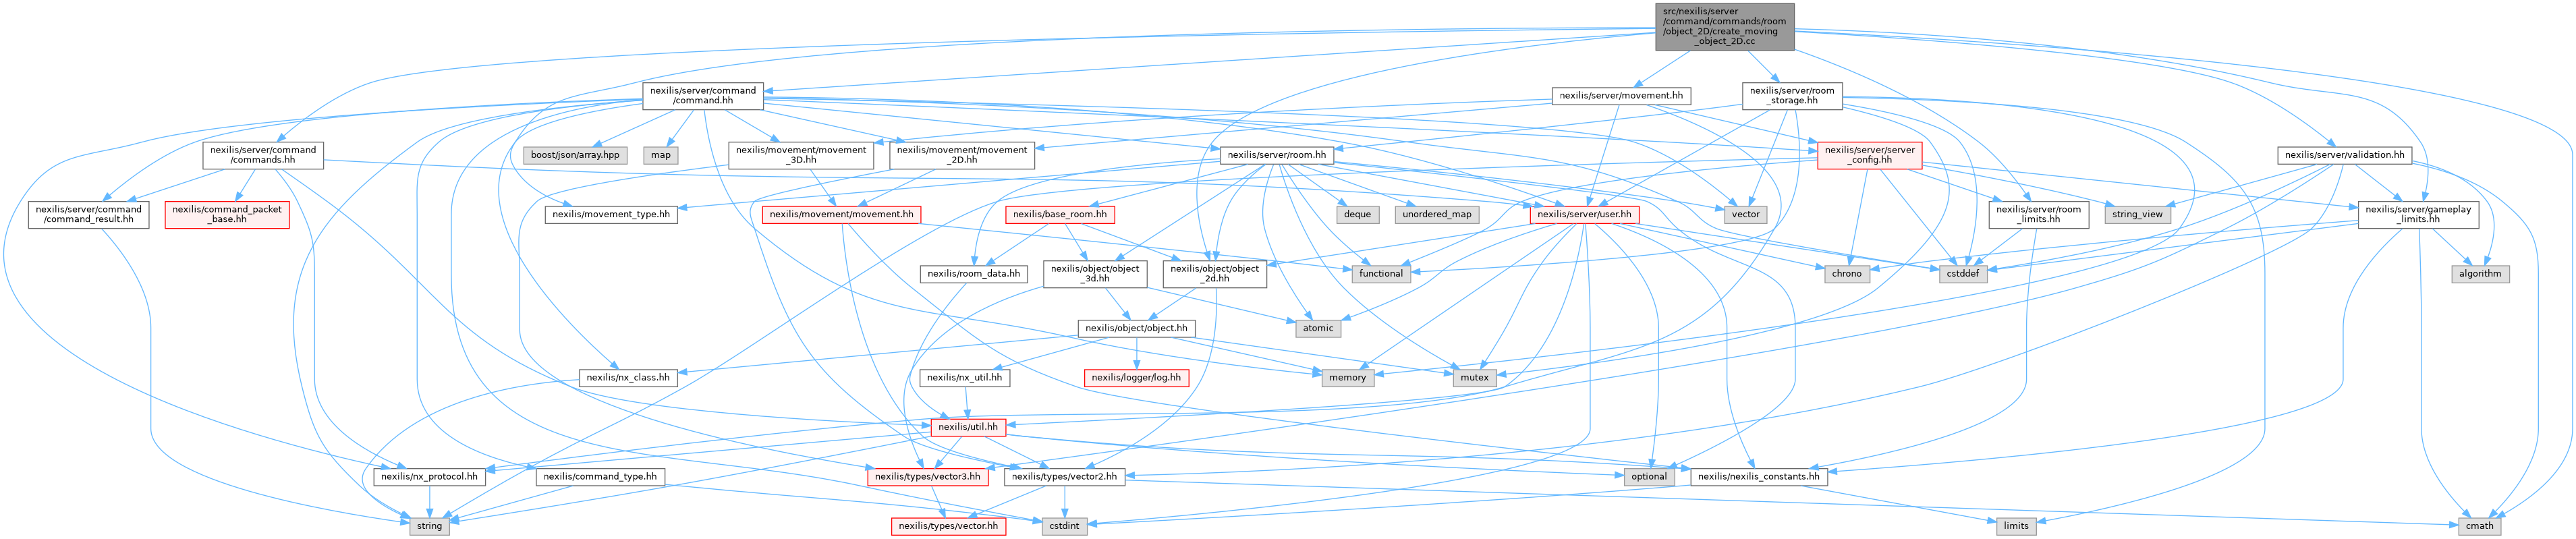 src/nexilis/server
/command/commands/room
/object_2D/create_moving
_object_2D.cc
nexilis/server/command
/command.hh
nexilis/server/movement.hh
nexilis/server/room
_storage.hh
nexilis/server/command
/commands.hh
boost/json/array.hpp
map
nexilis/movement/movement
_3D.hh
nexilis/movement/movement
_2D.hh
nexilis/server/room.hh
nexilis/server/server
_config.hh
nexilis/server/validation.hh
nexilis/server/command
/command_result.hh
nexilis/command_packet
_base.hh
nexilis/movement_type.hh
nexilis/movement/movement.hh
nexilis/base_room.hh
deque
unordered_map
nexilis/server/user.hh
vector
nexilis/server/room
_limits.hh
string_view
nexilis/server/gameplay
_limits.hh
nexilis/room_data.hh
nexilis/object/object
_3d.hh
functional
nexilis/object/object
_2d.hh
chrono
cstddef
algorithm
nexilis/object/object.hh
atomic
nexilis/nx_class.hh
nexilis/nx_util.hh
nexilis/logger/log.hh
memory
mutex
nexilis/util.hh
nexilis/nx_protocol.hh
nexilis/command_type.hh
nexilis/types/vector3.hh
nexilis/types/vector2.hh
optional
nexilis/nexilis_constants.hh
string
nexilis/types/vector.hh
cstdint
limits
cmath